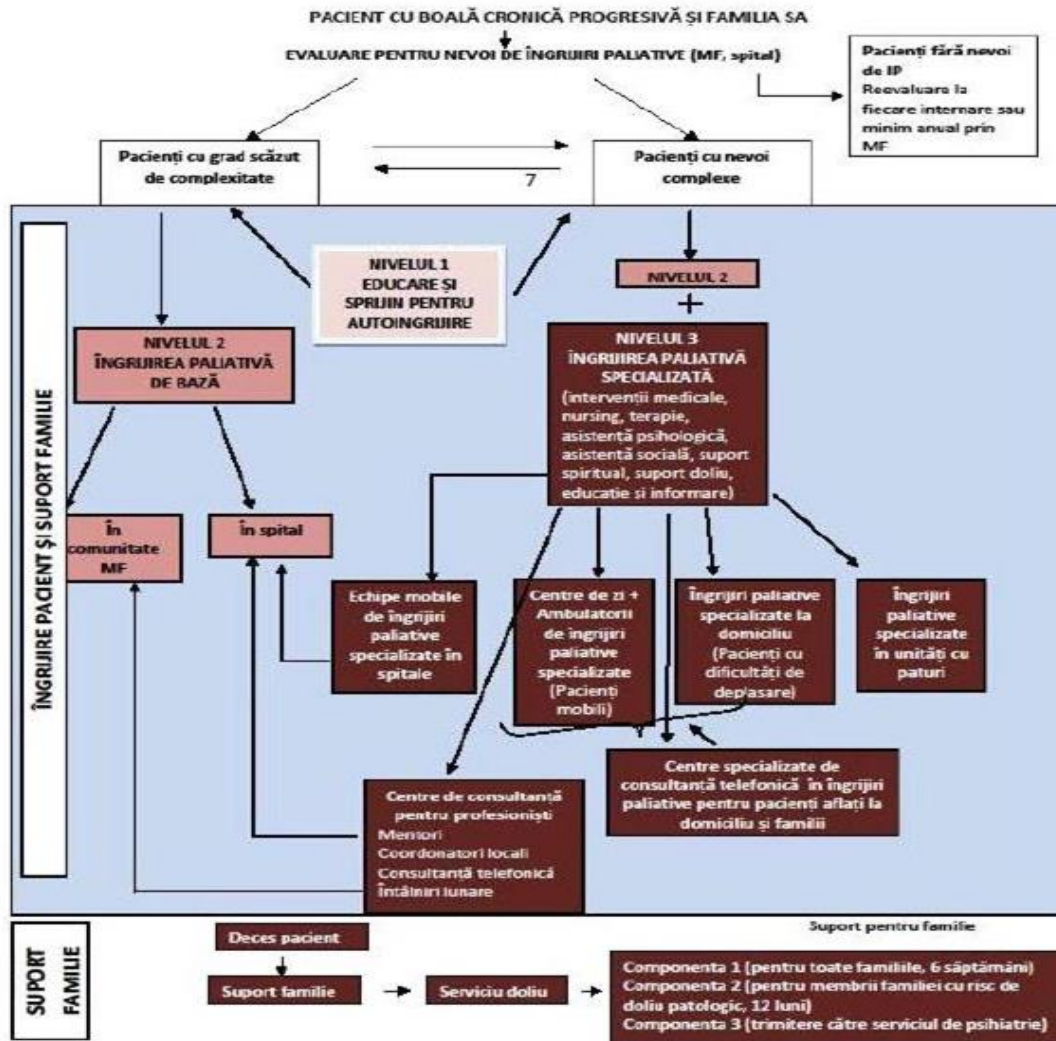 PACIENT CU BOALĂ CRONICĂ PROGRESIVĂ ȘI FAMILIA SA
EVALUARE PENTRU NEVOI DE ÎNGRIJIRI PALIATIVE (MF, spital)
Pacienți fără nevoi
de IP
Reevaluare la
fiecare internare sau
minim anual prin
MF
Pacienți cu grad scăzut
de complexitate
7
Pacienți cu nevoi
complexe
ÎNGRIJIRE PACIENT ȘI SUPORT FAMILIE
NIVELUL 1
EDUCARE ȘI
SPRIJIN PENTRU
AUTOINGRIJIRE
NIVELUL 2
+
NIVELUL 2
ÎNGRIJIREA PALIATIVĂ
DE BAZĂ
NIVELUL 3
ÎNGRIJIREA PALIATIVĂ
SPECIALIZATĂ
(intervenții medicale,
nursing, terapie,
asistență psihologică,
asistență socială, suport
spiritual, suport doliu,
educație si informare)
În
comunitate
MF
În spital
Echipe mobile
de îngrijiri
paliative
specializate în
spitale
Centre de zi +
Ambulatorii
de îngrijiri
paliative
specializate
(Pacienți
mobili)
Îngrijiri paliative
specializate la
domiciliu
(Pacienți cu
dificultăți de
deplasare)
Îngrijiri
paliative
specializate
în unități cu
paturi
Centre specializate de
consultanță telefonică în îngrijiri
paliative pentru pacienți aflați la
domiciliu și familii
Centre de consultanță
pentru profesioniști
Mentori
Coordonatori locali
Consultanță telefonică
Întâlniri lunare
SUPORT
FAMILIE
Deces pacient
Suport familie
Serviciu doliu
Suport pentru familie
Componenta 1 (pentru toate familiile, 6 săptămâni)
Componenta 2 (pentru membrii familiei cu risc de
doliu patologic, 12 luni)
Componenta 3 (trimitere către serviciul de psihiatrie)